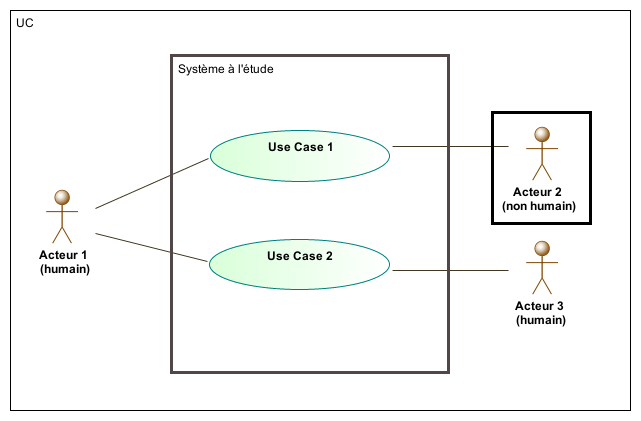 UC
Système à l'étude
Use Case 1
Acteur 2
(non humain)
Acteur 1
(humain)
Use Case 2
Acteur 3
(humain)